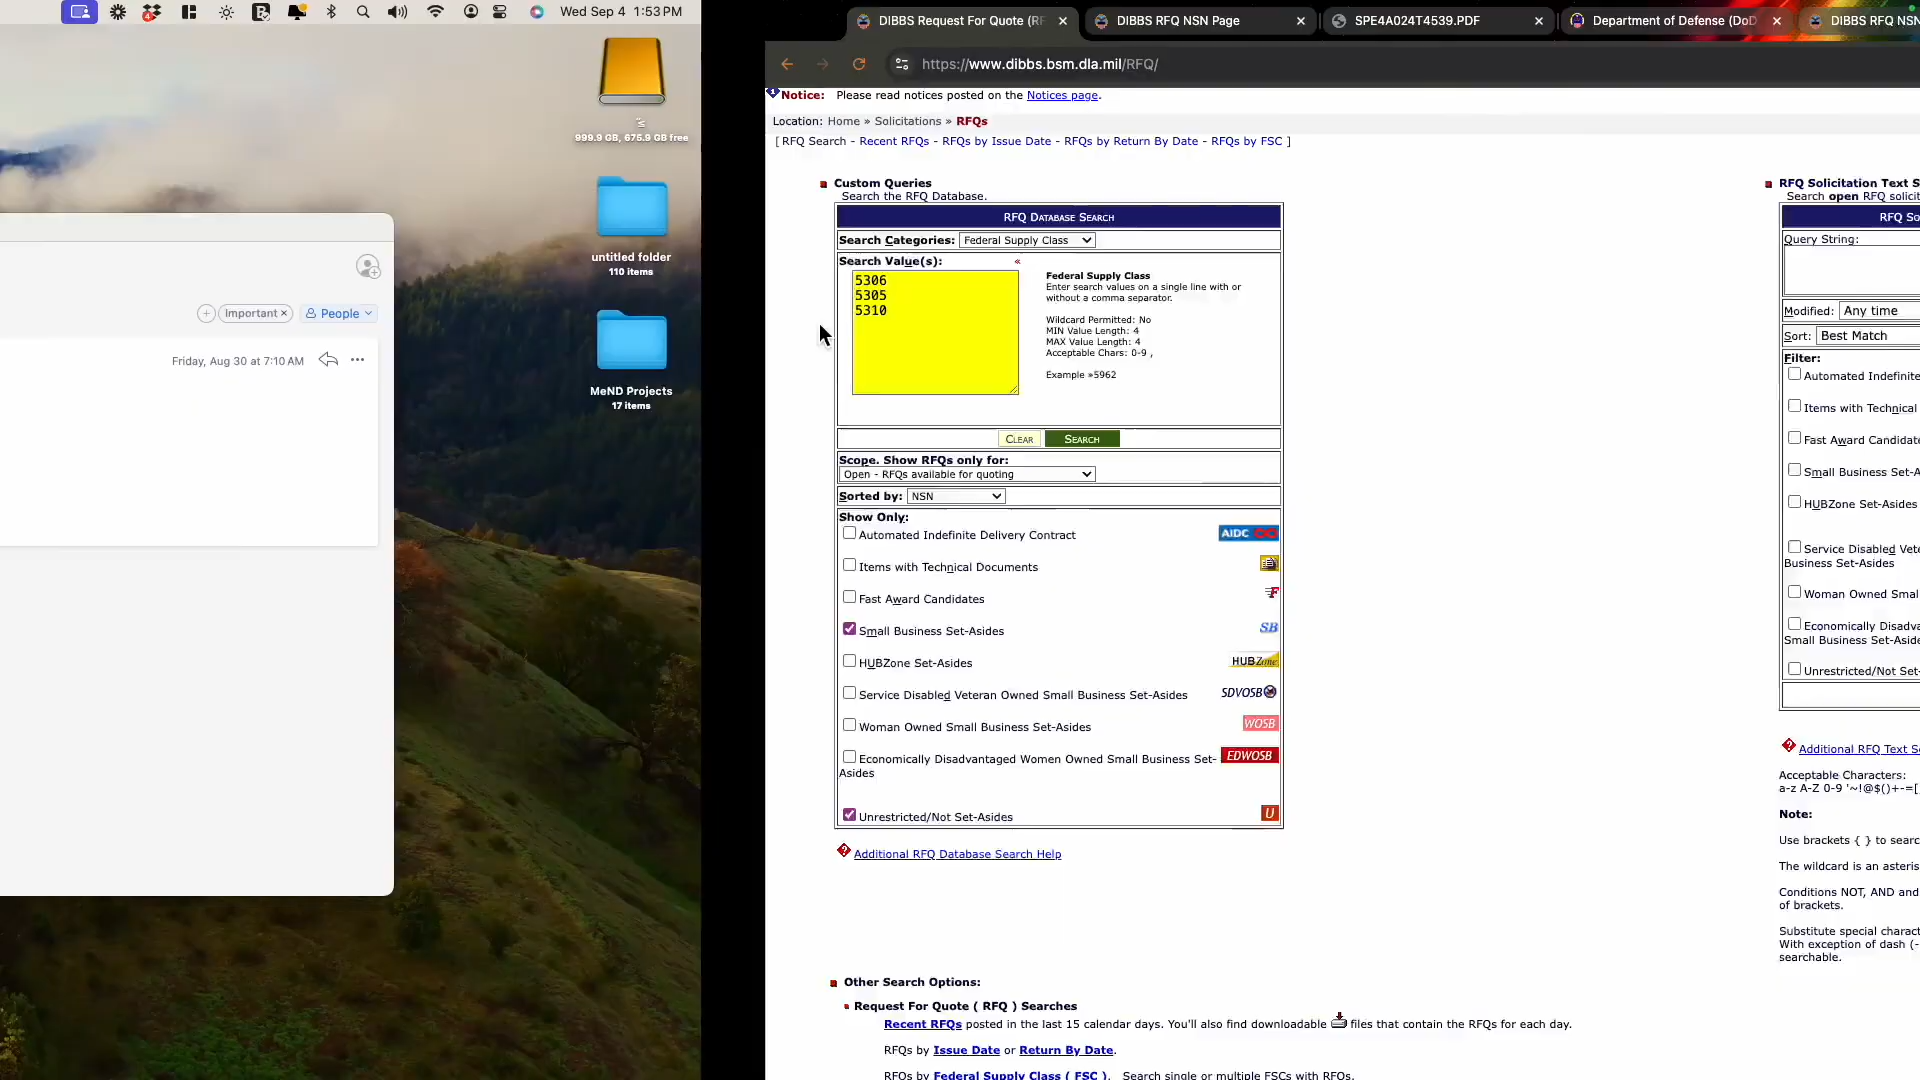 Wed Sep 4 1:53 PM
999.9 GB, 675.9 GB free
untitled folder
110 items
MeND Projects
17 items
Important ×
People
Friday, Aug 30 at 7:10 AM
DIBBS Request For Quote (RF
DIBBS RFQ NSN Page
SPE4A024T4539.PDF
Department of Defense (DoD
DIBBS RFQ NSN
https://www.dibbs.bsm.dla.mil/RFQ/
Notice: Please read notices posted on the Notices page.
Location: Home » Solicitations » RFQs
[ RFQ Search - Recent RFQs - RFQs by Issue Date - RFQs by Return By Date - RFQs by FSC ]
Custom Queries
Search the RFQ Database.
RFQ Database Search
Search Categories: Federal Supply Class
Search Value(s): «
5306
5305
5310
Federal Supply Class
Enter search values on a single line with or
without a comma separator.
Wildcard Permitted: No
MIN Value Length: 4
MAX Value Length: 4
Acceptable Chars: 0-9 ,
Example »5962
Clear Search
Scope. Show RFQs only for:
Open - RFQs available for quoting
Sorted by: NSN
Show Only:
Automated Indefinite Delivery Contract AIDC
Items with Technical Documents
Fast Award Candidates F
Small Business Set-Asides SB
HUBZone Set-Asides HUBZone
Service Disabled Veteran Owned Small Business Set-Asides SDVOSB
Woman Owned Small Business Set-Asides WOSB
Economically Disadvantaged Women Owned Small Business Set-Asides EDWOSB
Unrestricted/Not Set-Asides U
Additional RFQ Database Search Help
Other Search Options:
Request For Quote ( RFQ ) Searches
Recent RFQs posted in the last 15 calendar days. You'll also find downloadable files that contain the RFQs for each day.
RFQs by Issue Date or Return By Date.
RFQs by Federal Supply Class ( FSC ). Search single or multiple FSCs with RFQs.
RFQ Solicitation Text S
Search open RFQ solicit
RFQ So
Query String:
Modified: Any time
Sort: Best Match
Filter:
Automated Indefinite
Items with Technical
Fast Award Candidate
Small Business Set-A
HUBZone Set-Asides
Service Disabled Vete
Business Set-Asides
Woman Owned Smal
Economically Disadva
Small Business Set-Aside
Unrestricted/Not Set-
Additional RFQ Text S
Acceptable Characters:
a-z A-Z 0-9 '~!@$()+-=[
Note:
Use brackets { } to searc
The wildcard is an asteris
Conditions NOT, AND and
of brackets.
Substitute special charact
With exception of dash (-
searchable.